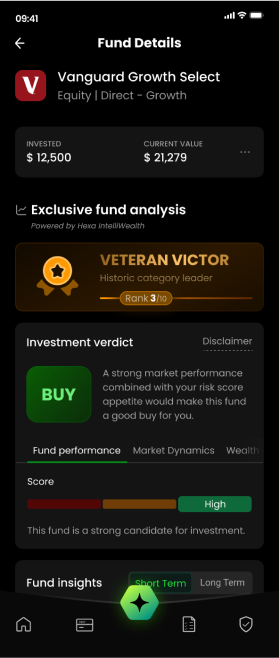 09:41
Fund Details
V
Vanguard Growth Select
Equity | Direct - Growth
INVESTED
CURRENT VALUE
$ 12,500
$ 21,279
Exclusive fund analysis
Powered by Hexa IntelliWealth
VETERAN VICTOR
Historic category leader
Rank 3/10
Investment verdict
Disclaimer
BUY
A strong market performance
combined with your risk score
appetite would make this fund
a good buy for you.
Fund performance
Market Dynamics
Wealth
Score
High
This fund is a strong candidate for investment.
Fund insights
Short Term
Long Term